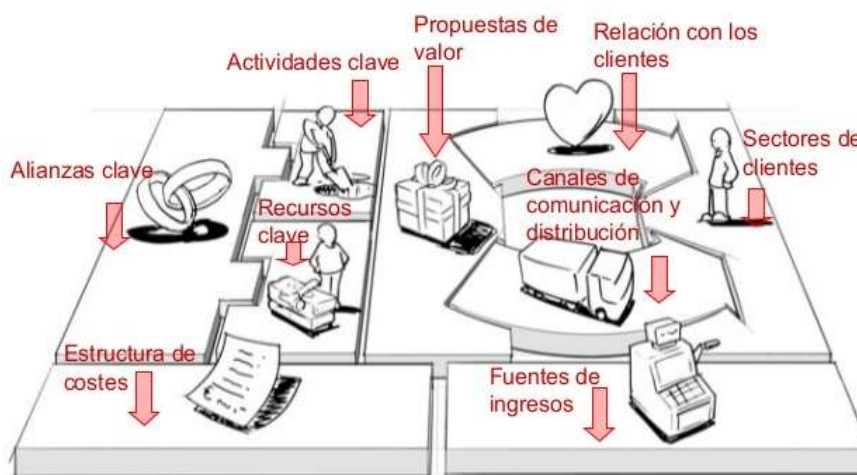 Propuestas de
valor
Relación con los
clientes
Actividades clave
Sectores de
clientes
Alianzas clave
Canales de
comunicación y
distribución
Recursos
clave
Estructura de
costes
Fuentes de
ingresos